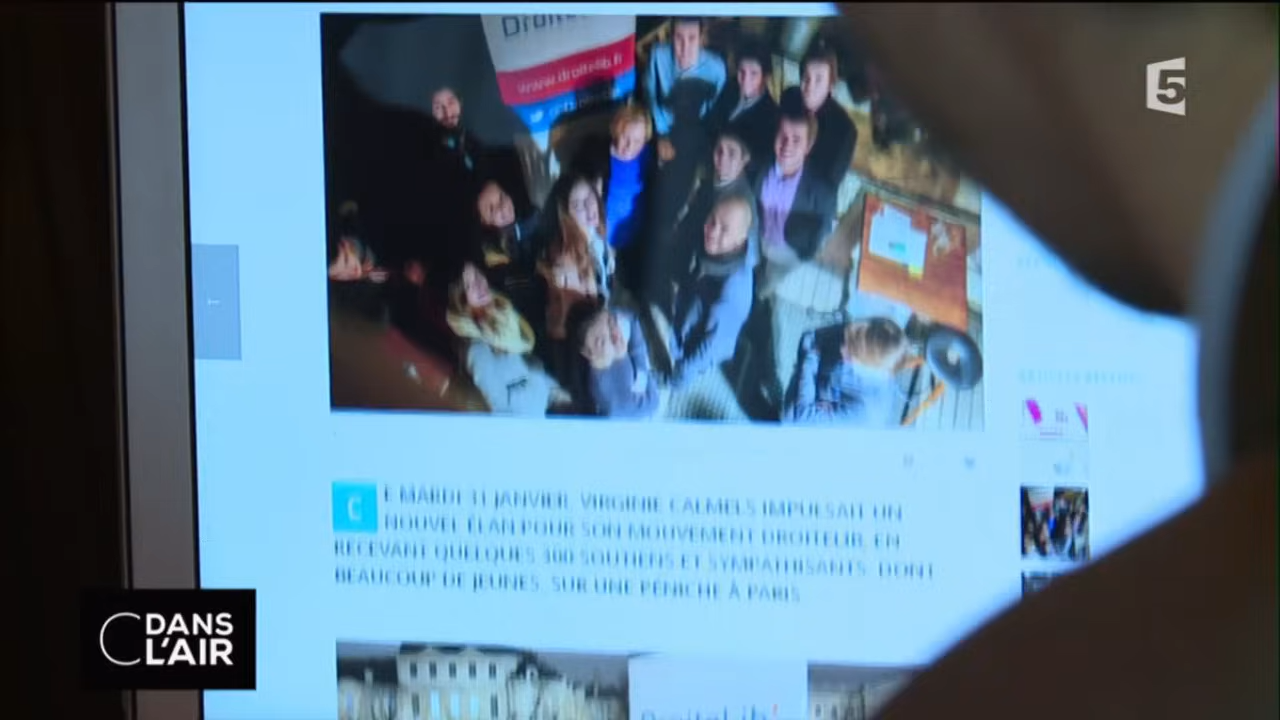 Droite
www.droitelib.fr
5
C
E MARDI 31 JANVIER, VIRGINIE CALMELS IMPULSAIT UN
NOUVEL ÉLAN POUR SON MOUVEMENT DROITELIB, EN
RECEVANT QUELQUES 300 SOUTIENS ET SYMPATHISANTS, DONT
BEAUCOUP DE JEUNES, SUR UNE PÉNICHE À PARIS
C DANS
L'AIR
DroiteLib